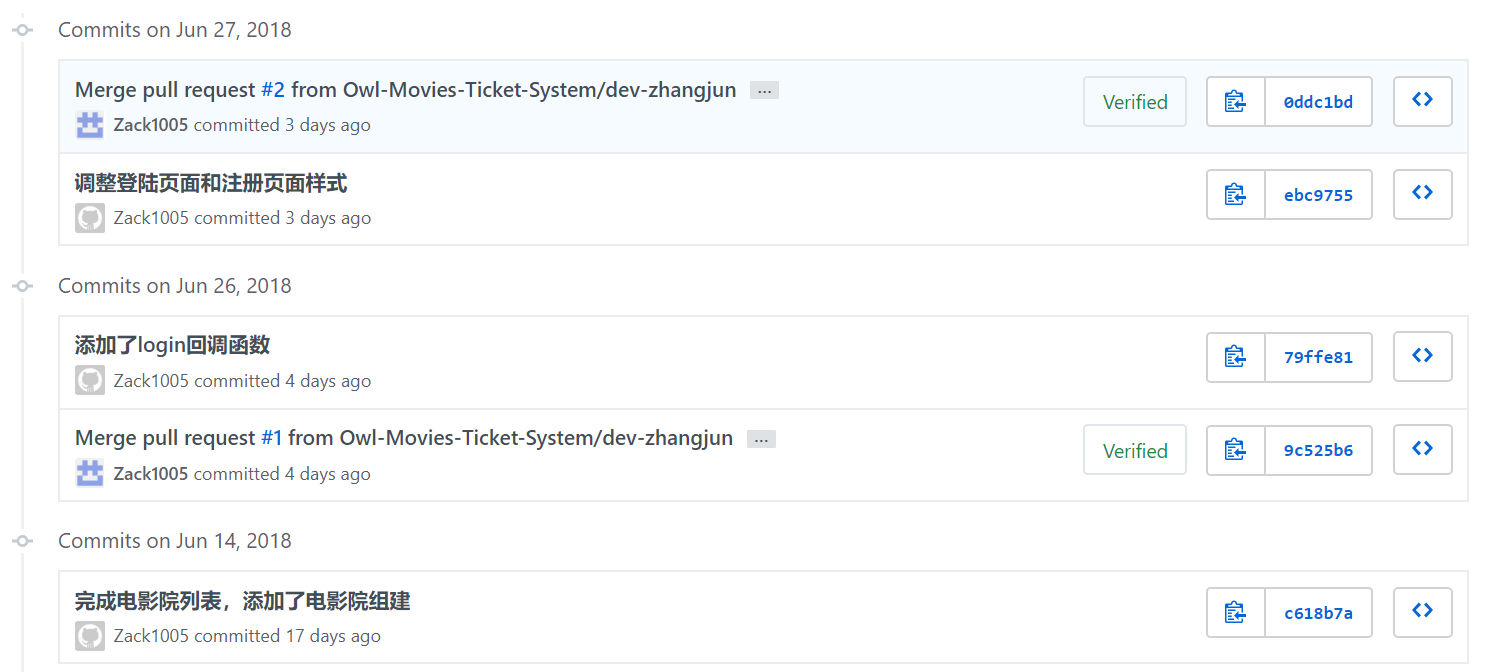 Commits on Jun 27, 2018
Merge pull request #2 from Owl-Movies-Ticket-System/dev-zhangjun ...
Verified
0ddc1bd
Zack1005 committed 3 days ago
调整登陆页面和注册页面样式
ebc9755
Zack1005 committed 3 days ago
Commits on Jun 26, 2018
添加了login回调函数
79ffe81
Zack1005 committed 4 days ago
Merge pull request #1 from Owl-Movies-Ticket-System/dev-zhangjun ...
Verified
9c525b6
Zack1005 committed 4 days ago
Commits on Jun 14, 2018
完成电影院列表，添加了电影院组建
c618b7a
Zack1005 committed 17 days ago